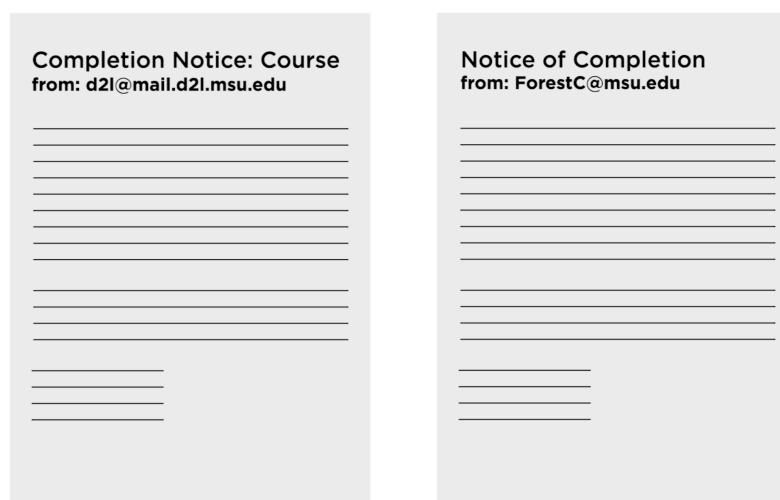 Completion Notice: Course
from: d2l@mail.d2l.msu.edu
Notice of Completion
from: ForestC@msu.edu